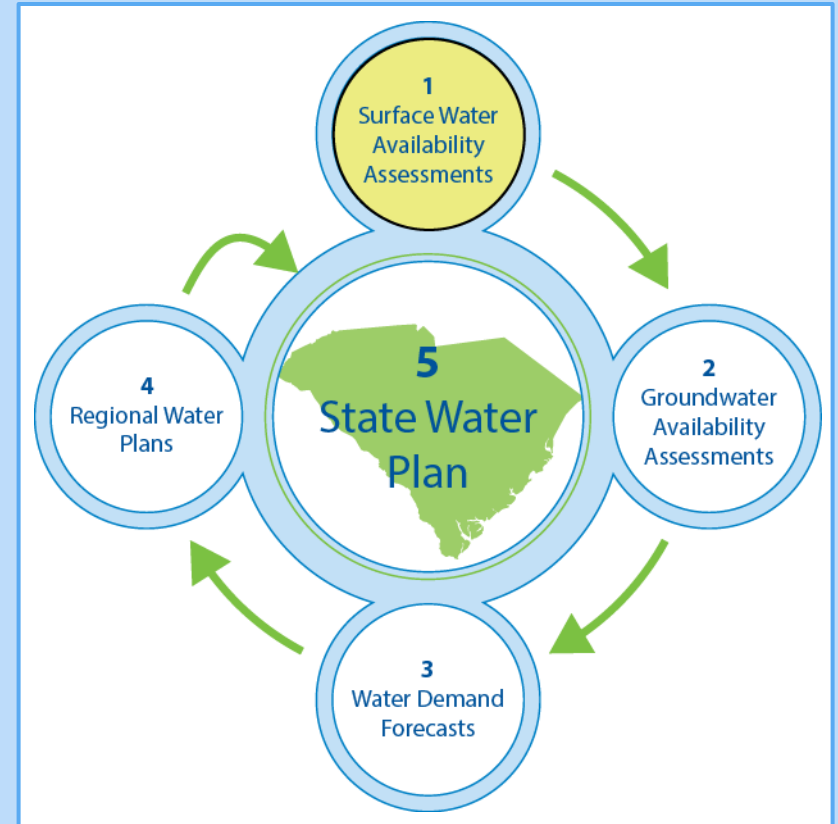 1
Surface Water
Availability
Assessments
2
Groundwater
Availability
Assessments
3
Water Demand
Forecasts
4
Regional Water
Plans
5
State Water
Plan